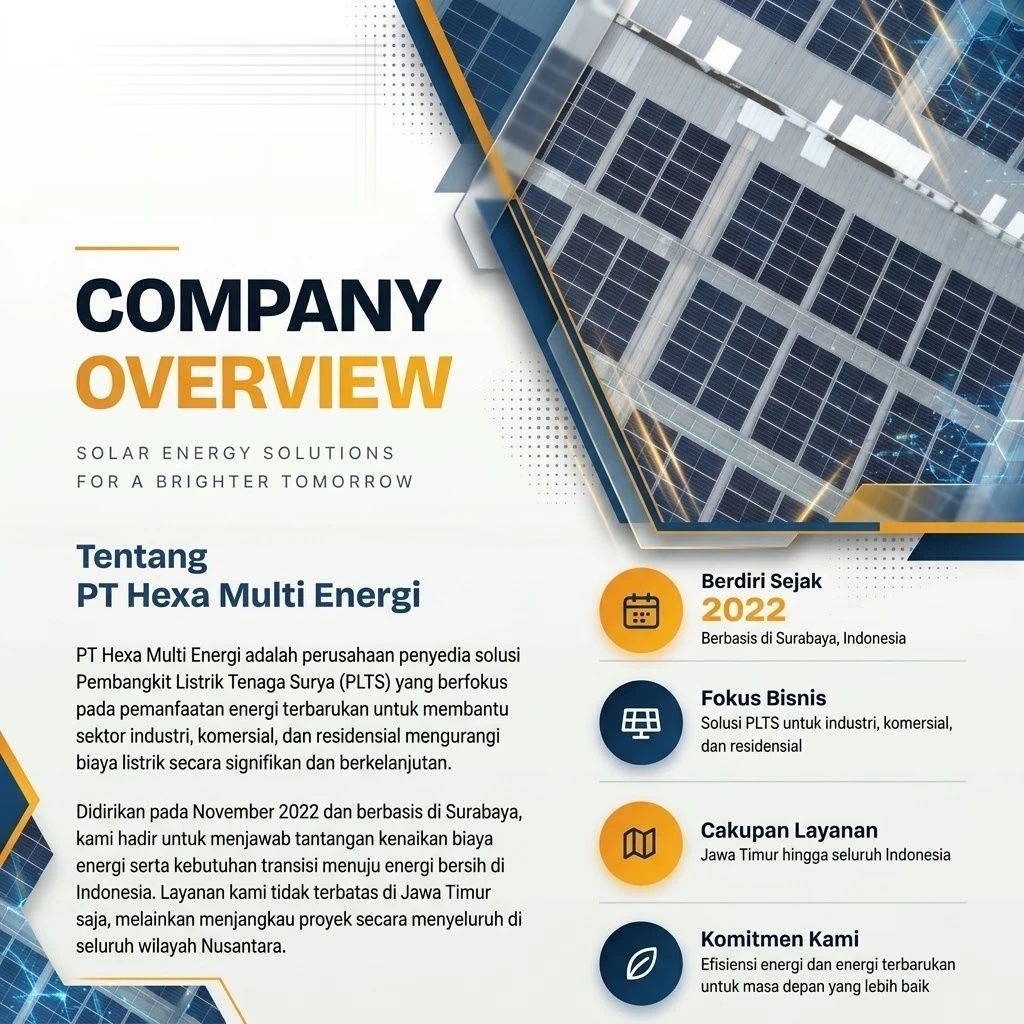 COMPANY
OVERVIEW
SOLAR ENERGY SOLUTIONS
FOR A BRIGHTER TOMORROW
Tentang
PT Hexa Multi Energi
PT Hexa Multi Energi adalah perusahaan penyedia solusi
Pembangkit Listrik Tenaga Surya (PLTS) yang berfokus
pada pemanfaatan energi terbarukan untuk membantu
sektor industri, komersial, dan residensial mengurangi
biaya listrik secara signifikan dan berkelanjutan.
Didirikan pada November 2022 dan berbasis di Surabaya,
kami hadir untuk menjawab tantangan kenaikan biaya
energi serta kebutuhan transisi menuju energi bersih di
Indonesia. Layanan kami tidak terbatas di Jawa Timur
saja, melainkan menjangkau proyek secara menyeluruh di
seluruh wilayah Nusantara.
Berdiri Sejak
2022
Berbasis di Surabaya, Indonesia
Fokus Bisnis
Solusi PLTS untuk industri, komersial,
dan residensial
Cakupan Layanan
Jawa Timur hingga seluruh Indonesia
Komitmen Kami
Efisiensi energi dan energi terbarukan
untuk masa depan yang lebih baik